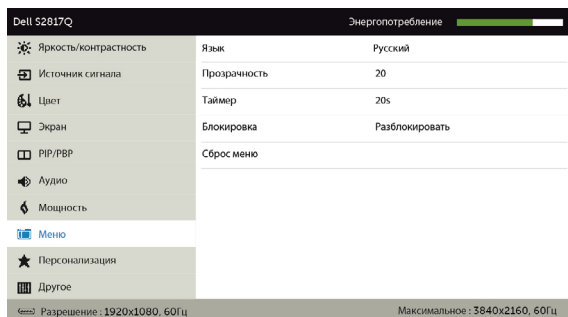 Dell S2817Q Энергопотребление
Яркость/контрастность Язык Русский
Источник сигнала Прозрачность 20
Цвет Таймер 20s
Экран Блокировка Разблокировать
PIP/PBP Сброс меню
Аудио
Мощность
Меню
Персонализация
Другое
Разрешение : 1920x1080, 60Гц Максимальное : 3840x2160, 60Гц